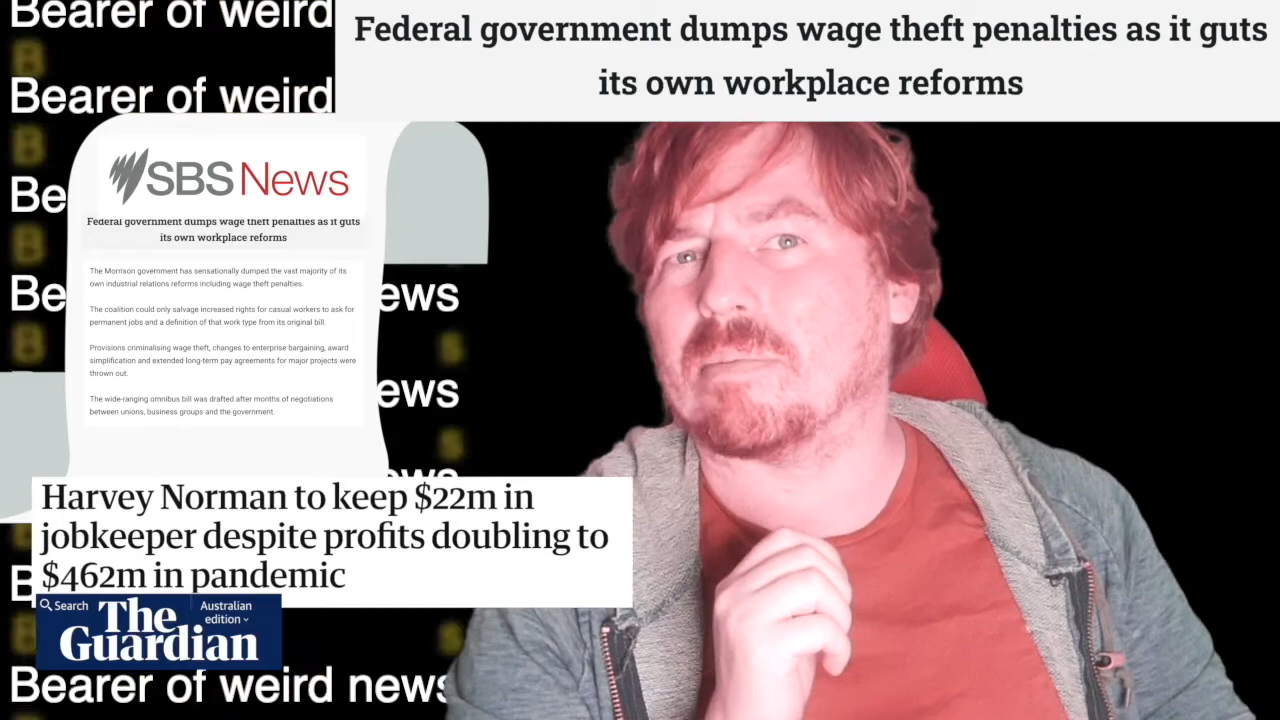 Bearer of weird
Federal government dumps wage theft penalties as it guts
its own workplace reforms
Bearer of weird
B
B
SBS News
Be
Federal government dumps wage theft penalties as it guts
its own workplace reforms
B
The Morrison government has sensationally dumped the vast majority of its
own industrial relations reforms including wage theft penalties.
Be
ews
The coalition could only salvage increased rights for casual workers to ask for
permanent jobs and a definition of that work type from its original bill.
B
s
Provisions criminalising wage theft, changes to enterprise bargaining, award
simplification and extended long-term pay agreements for major projects were
thrown out.
ews
The wide-ranging omnibus bill was drafted after months of negotiations
between unions, business groups and the government.
s
ews
Harvey Norman to keep $22m in
jobkeeper despite profits doubling to
$462m in pandemic
B
Search
Australian
edition
The
Guardian
s
Bearer of weird news